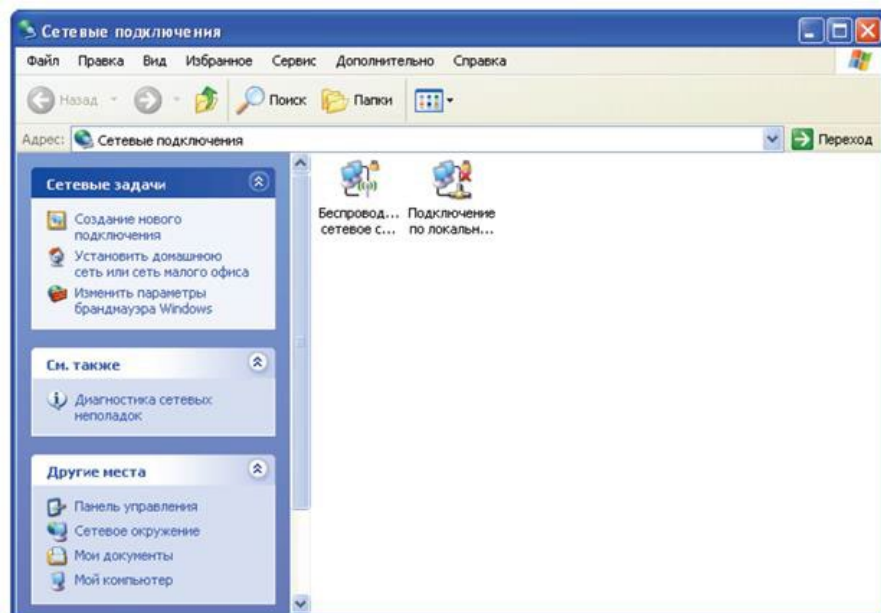 Сетевые подключения
Файл Правка Вид Избранное Сервис Дополнительно Справка
Назад Поиск Папки
Адрес: Сетевые подключения Переход
Сетевые задачи
Создание нового
подключения
Установить домашнюю
сеть или сеть малого офиса
Изменить параметры
брандмауэра Windows
См. также
Диагностика сетевых
неполадок
Другие места
Панель управления
Сетевое окружение
Мои документы
Мой компьютер
Беспровод...
сетевое с...
Подключение
по локальн...